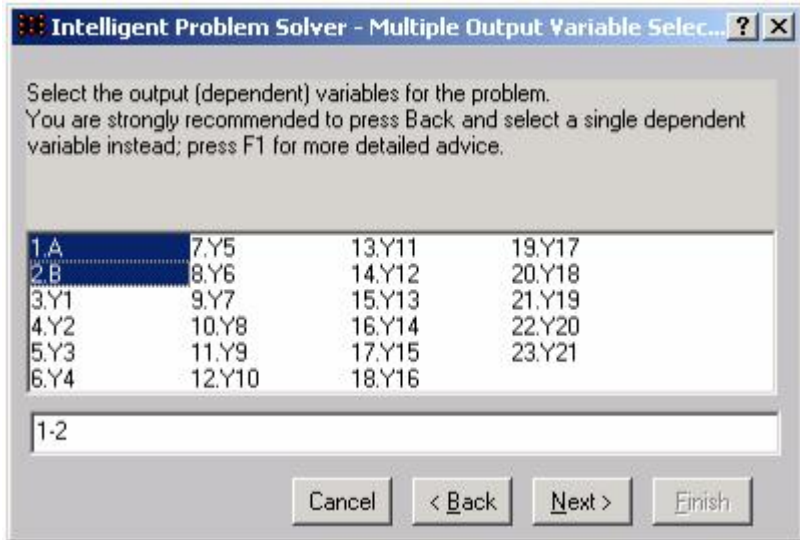 Intelligent Problem Solver - Multiple Output Variable Selec...
Select the output (dependent) variables for the problem.
You are strongly recommended to press Back and select a single dependent
variable instead; press F1 for more detailed advice.
1.A 7.Y5 13.Y11 19.Y17
2.B 8.Y6 14.Y12 20.Y18
3.Y1 9.Y7 15.Y13 21.Y19
4.Y2 10.Y8 16.Y14 22.Y20
5.Y3 11.Y9 17.Y15 23.Y21
6.Y4 12.Y10 18.Y16
1-2
Cancel < Back Next > Finish